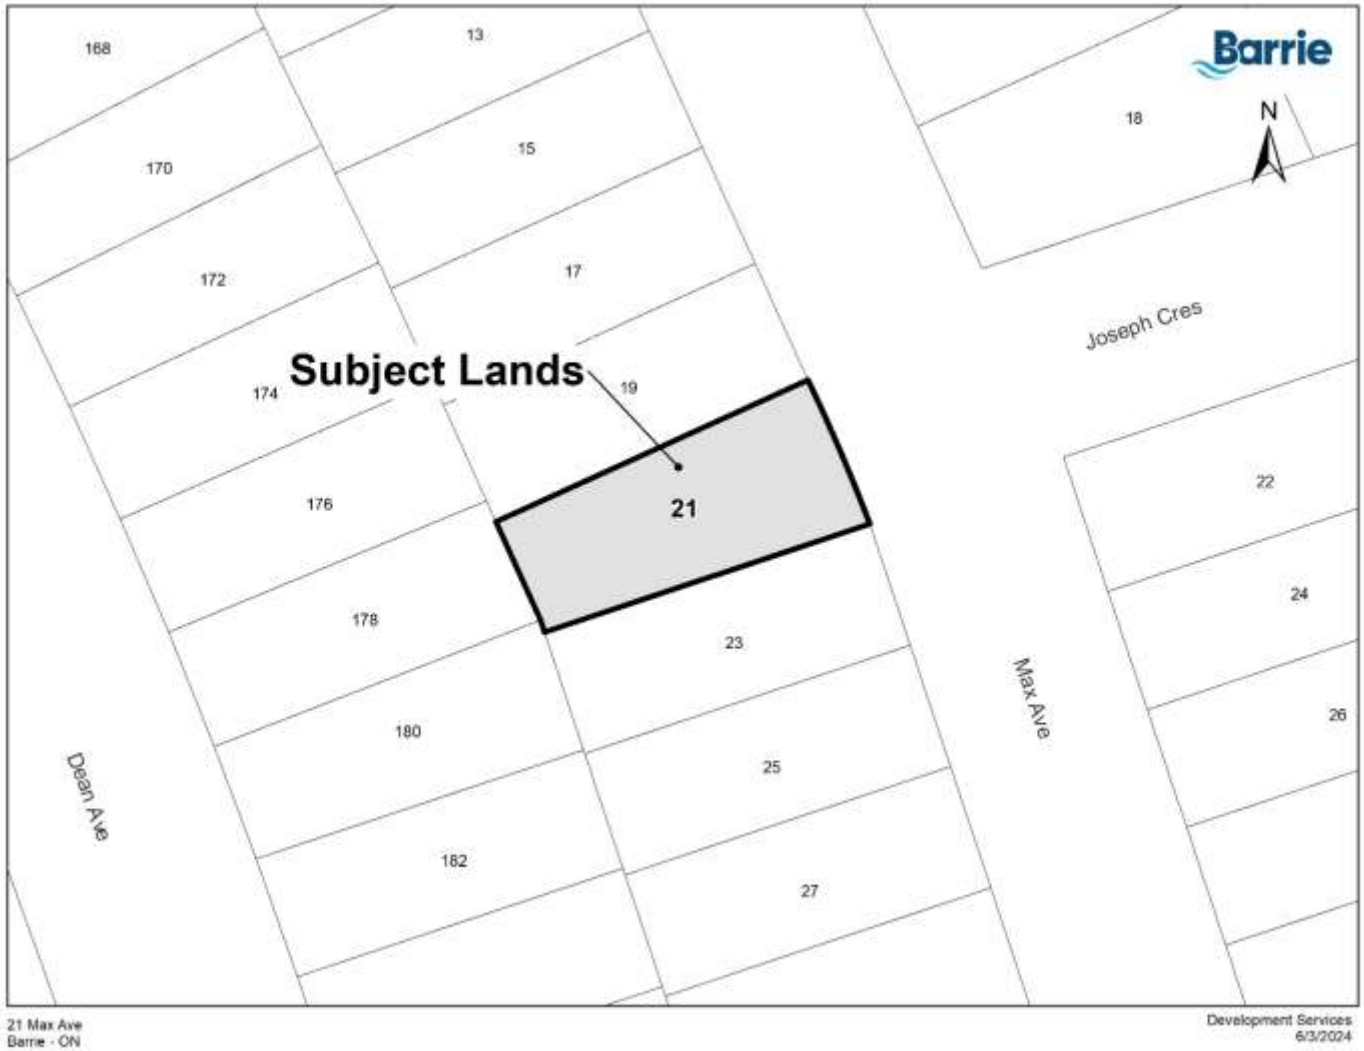 168
13
Barrie
N
18
15
170
17
172
Joseph Cres
Subject Lands
19
174
22
176
21
24
178
23
Max Ave
26
180
25
Dean Ave
182
27
21 Max Ave
Barrie - ON
Development Services
6/3/2024